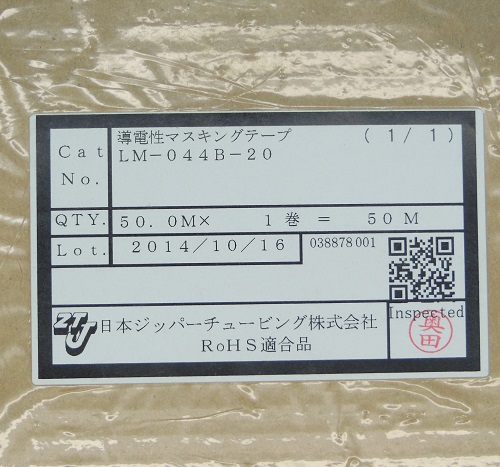 Cat No.
導電性マスキングテープ （１／１）
LM－044B－20
QTY. 50.0M× 1巻 ＝ 50M
Lot. 2014／10／16 038878001
Inspected
ZTJ 日本ジッパーチュービング株式会社
奥田
RoHS適合品